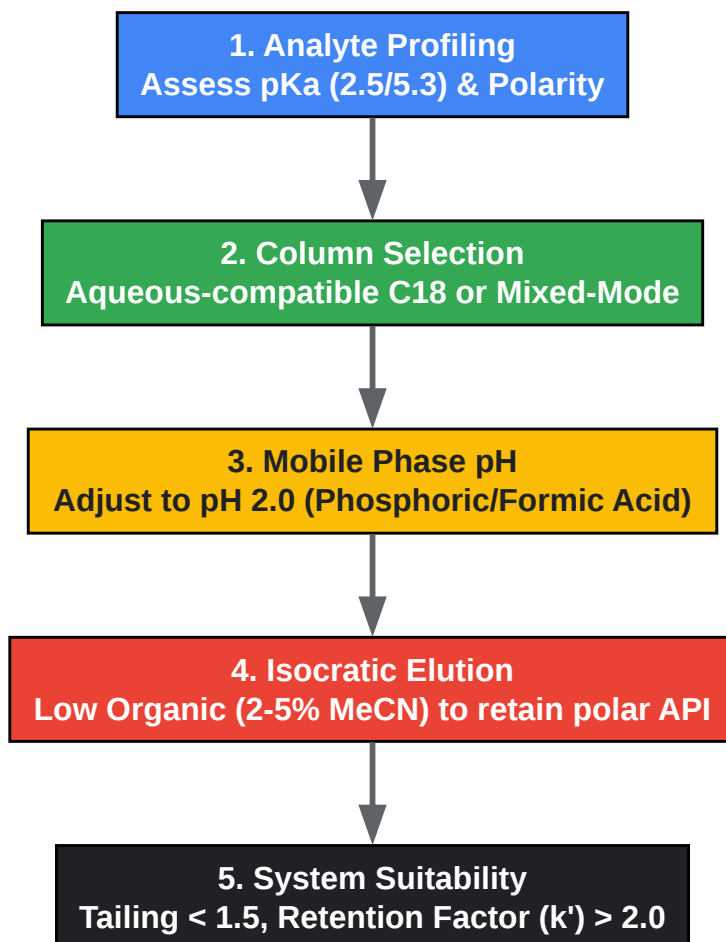 1. Analyte Profiling
Assess pKa (2.5/5.3) & Polarity
2. Column Selection
Aqueous-compatible C18 or Mixed-Mode
3. Mobile Phase pH
Adjust to pH 2.0 (Phosphoric/Formic Acid)
4. Isocratic Elution
Low Organic (2-5% MeCN) to retain polar API
5. System Suitability
Tailing < 1.5, Retention Factor (k') > 2.0